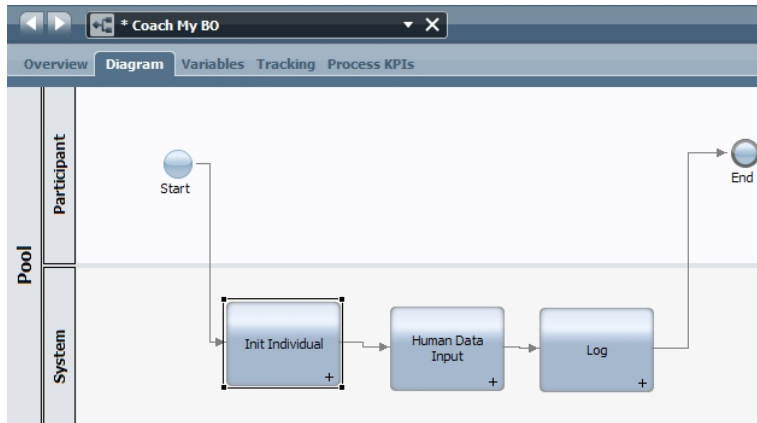 * Coach My BO
Overview Diagram Variables Tracking Process KPIs
Pool
Participant
Start
End
System
Init Individual
+
Human Data
Input
+
Log
+